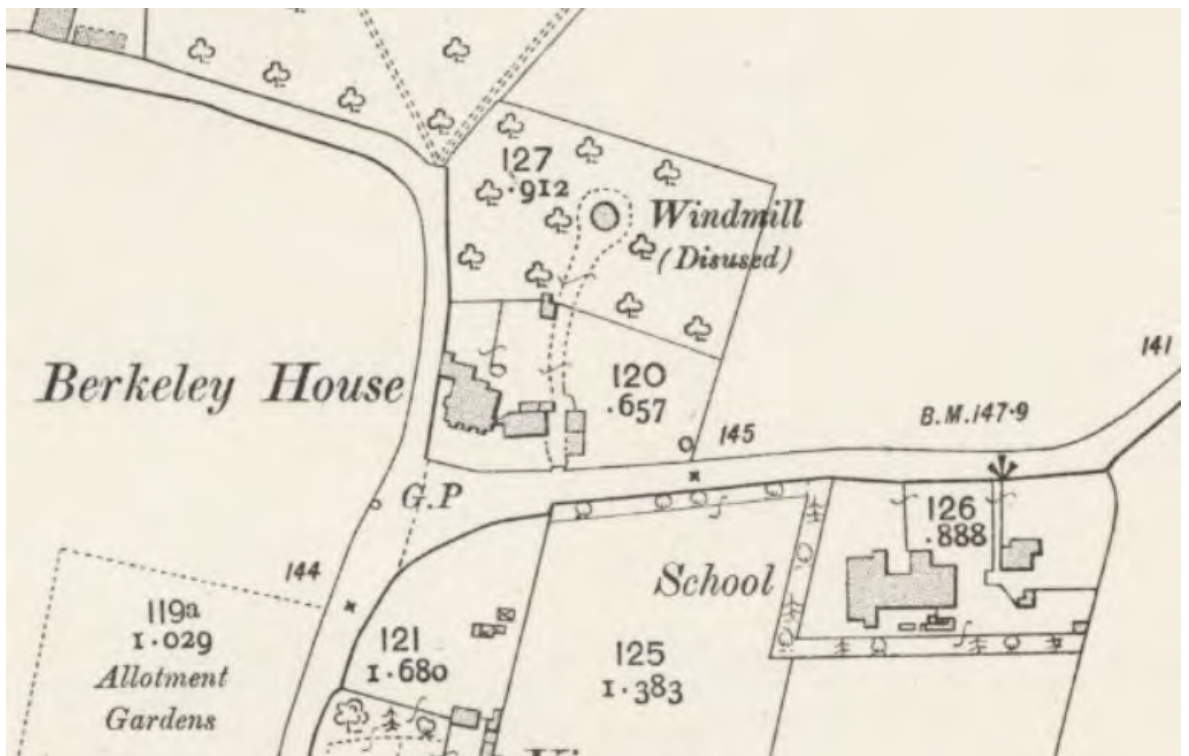 127
.912
Windmill
(Disused)
Berkeley House
120
.657
141
145
B.M.147.9
G.P
126
.888
144
School
119a
1.029
Allotment
Gardens
121
1.680
125
1.383